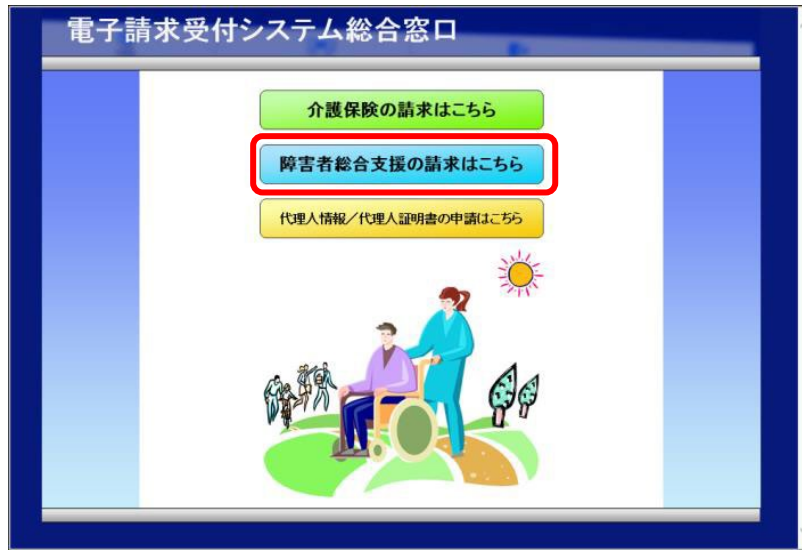 電子請求受付システム総合窓口
介護保険の請求はこちら
障害者総合支援の請求はこちら
代理人情報／代理人証明書の申請はこちら